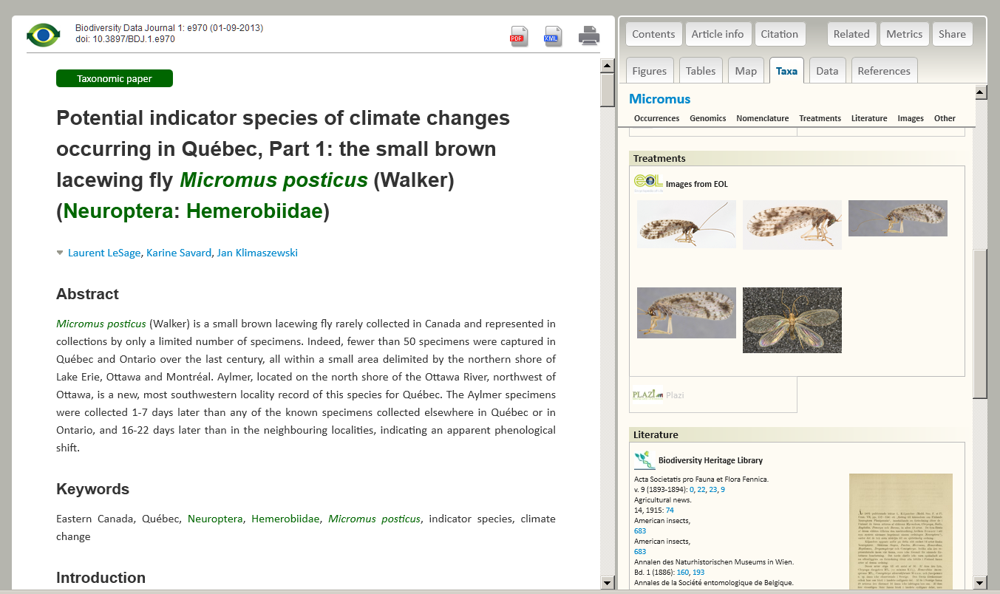 Biodiversity Data Journal 1: e970 (01-09-2013)
doi: 10.3897/BDJ.1.e970
PDF
XML
Taxonomic paper
Potential indicator species of climate changes
occurring in Québec, Part 1: the small brown
lacewing fly Micromus posticus (Walker)
(Neuroptera: Hemerobiidae)
Laurent LeSage, Karine Savard, Jan Klimaszewski
Abstract
Micromus posticus (Walker) is a small brown lacewing fly rarely collected in Canada and represented in
collections by only a limited number of specimens. Indeed, fewer than 50 specimens were captured in
Québec and Ontario over the last century, all within a small area delimited by the northern shore of
Lake Erie, Ottawa and Montréal. Aylmer, located on the north shore of the Ottawa River, northwest of
Ottawa, is a new, most southwestern locality record of this species for Québec. The Aylmer specimens
were collected 1-7 days later than any of the known specimens collected elsewhere in Québec or in
Ontario, and 16-22 days later than in the neighbouring localities, indicating an apparent phenological
shift.
Keywords
Eastern Canada, Québec, Neuroptera, Hemerobiidae, Micromus posticus, indicator species, climate
change
Introduction
Contents Article info Citation Related Metrics Share
Figures Tables Map Taxa Data References
Micromus
Occurrences Genomics Nomenclature Treatments Literature Images Other
Treatments
EOL Images from EOL
PLAZI Plazi
Literature
Biodiversity Heritage Library
Acta Societatis pro Fauna et Flora Fennica.
v. 9 (1893-1894): 0, 22, 23, 9
Agricultural news.
14, 1915: 74
American insects,
683
American insects,
683
Annalen des Naturhistorischen Museums in Wien.
Bd. 1 (1886): 160, 193
Annales de la Société entomologique de Belgique.